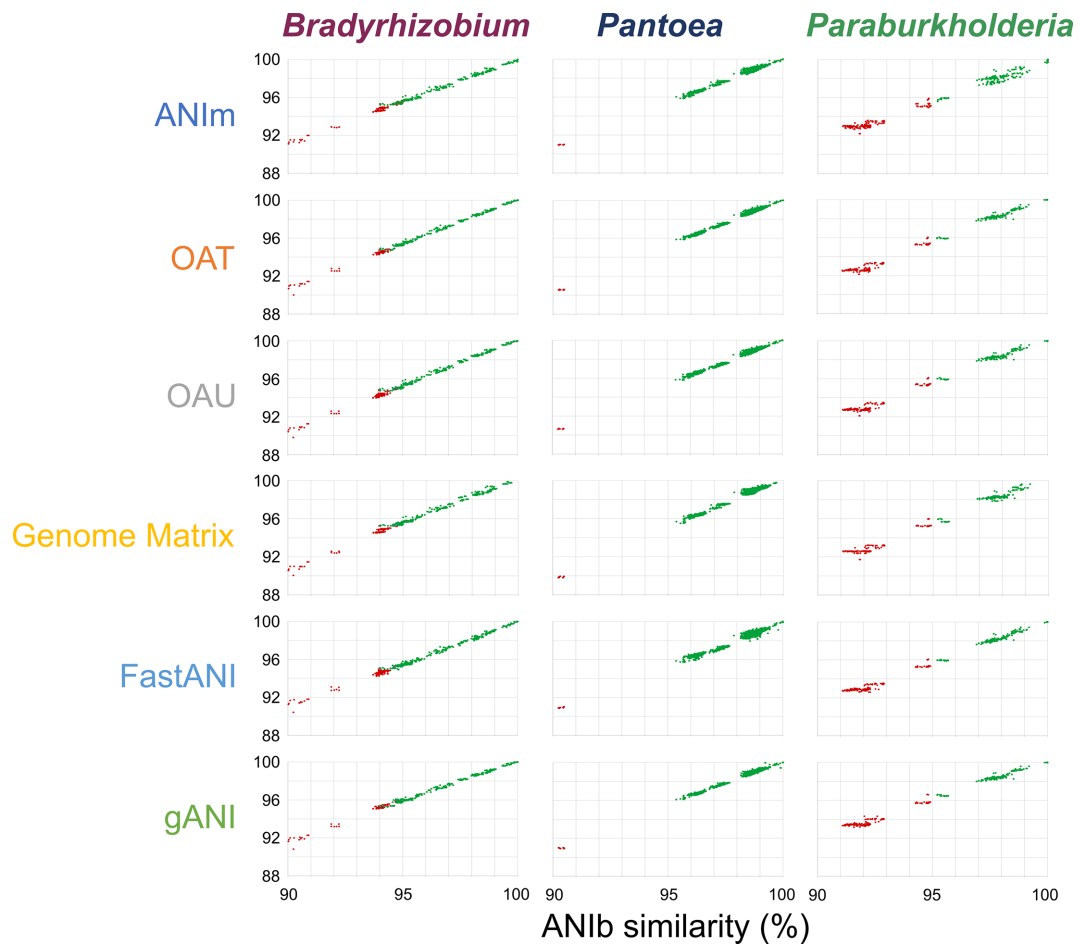 Bradyrhizobium Pantoea Paraburkholderia
100
96
ANIm
92
88
100
96
OAT
92
88
100
96
OAU
92
88
100
96
Genome Matrix
92
88
100
96
FastANI
92
88
100
96
gANI
92
88
90 95 100 90 95 100 90 95 100
ANIb similarity (%)